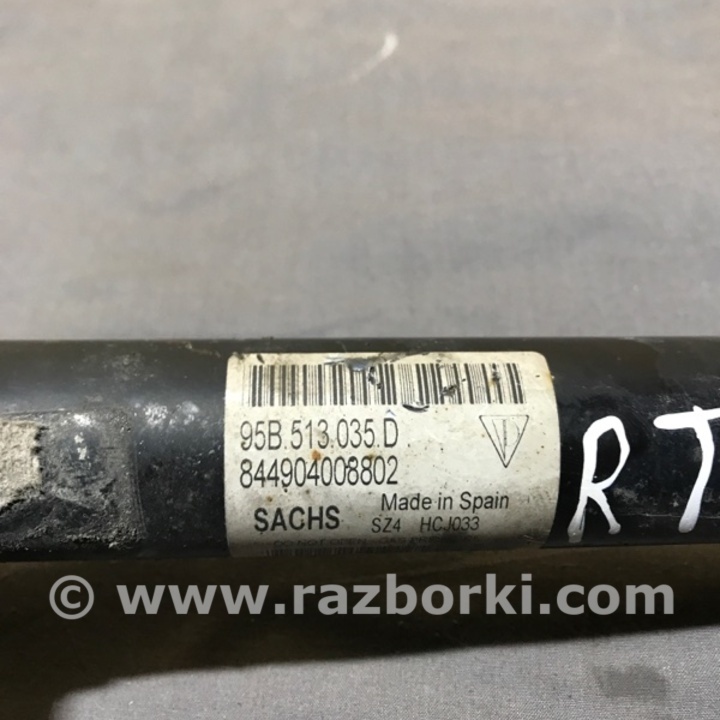 95B.513.035.D
844904008802
Made in Spain
SACHS SZ4 HCJ033
RT
© www.razborki.com